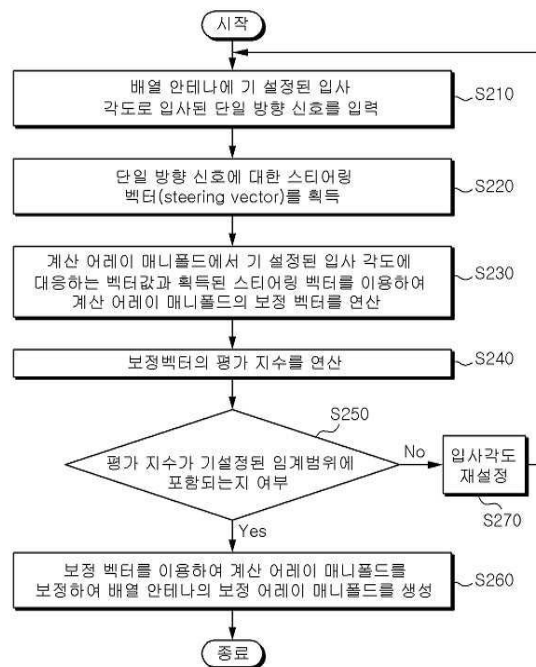 시작
배열 안테나에 기 설정된 입사
각도로 입사된 단일 방향 신호를 입력
S210
단일 방향 신호에 대한 스티어링
벡터(steering vector)를 획득
S220
계산 어레이 매니폴드에서 기 설정된 입사 각도에
대응하는 벡터값과 획득된 스티어링 벡터를 이용하여
계산 어레이 매니폴드의 보정 벡터를 연산
S230
보정벡터의 평가 지수를 연산
S240
S250
평가 지수가 기설정된 임계범위에
포함되는지 여부
No
입사각도
재설정
S270
Yes
보정 벡터를 이용하여 계산 어레이 매니폴드를
보정하여 배열 안테나의 보정 어레이 매니폴드를 생성
S260
종료